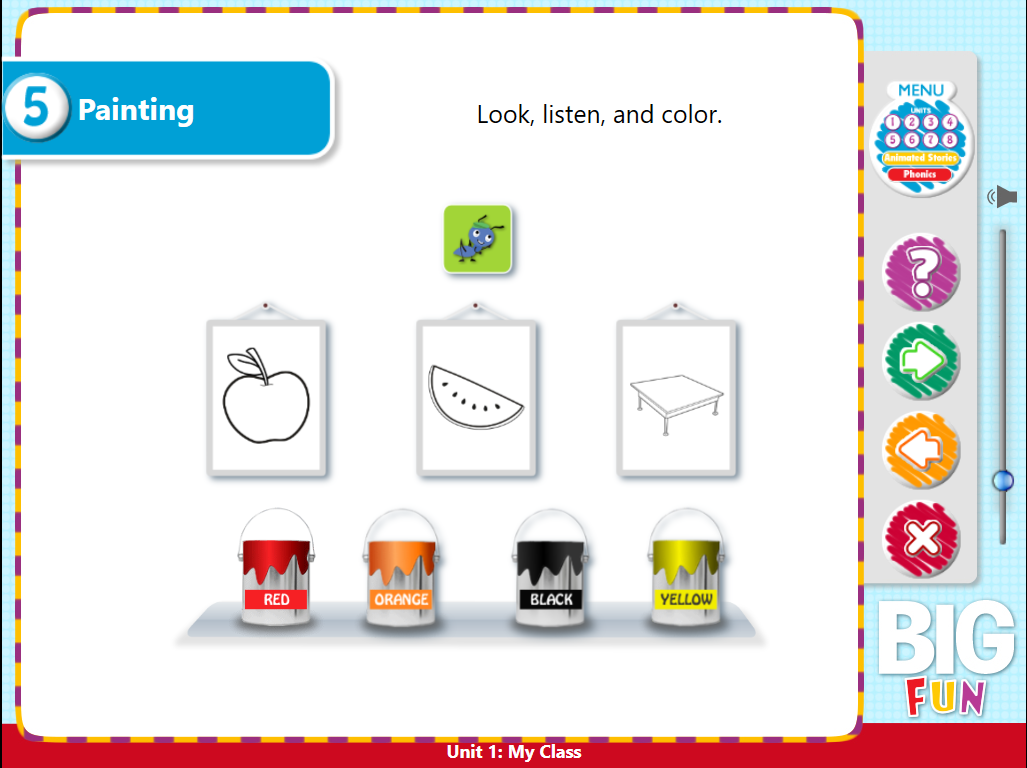 5 Painting
Look, listen, and color.
MENU
UNITS
1 2 3 4
5 6 7 8
Animated Stories
Phonics
?
RED
ORANGE
BLACK
YELLOW
BIG
FUN
Unit 1: My Class